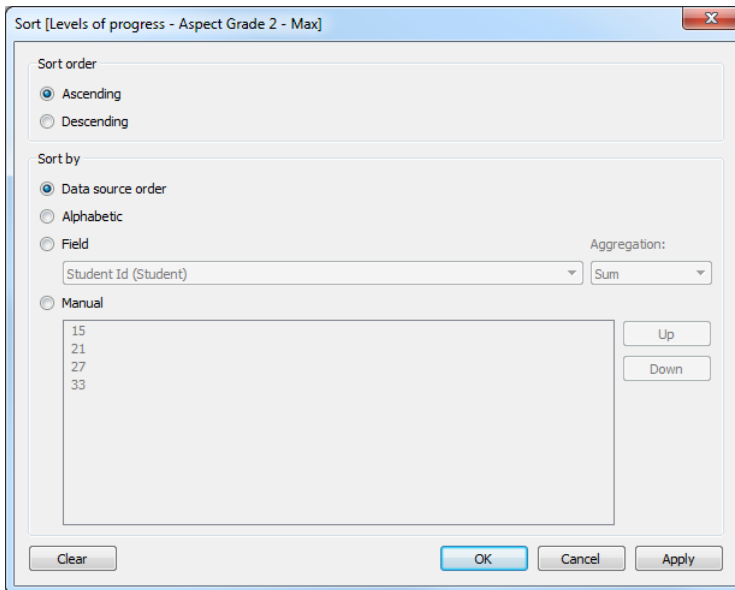 Sort [Levels of progress - Aspect Grade 2 - Max]
Sort order
Ascending
Descending
Sort by
Data source order
Alphabetic
Field
Aggregation:
Student Id (Student)
Sum
Manual
15
21
27
33
Up
Down
Clear
OK
Cancel
Apply